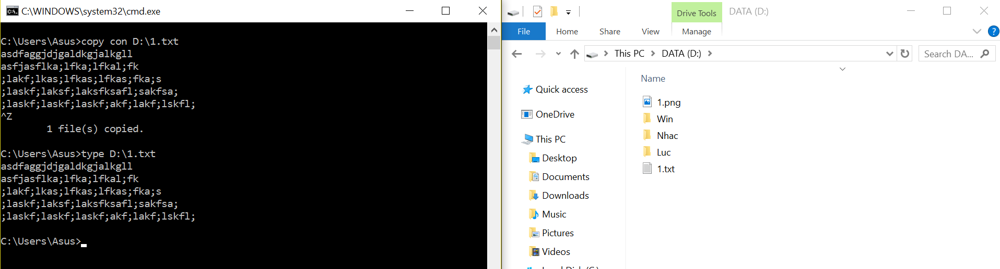 C:\WINDOWS\system32\cmd.exe
C:\Users\Asus>copy con D:\1.txt
asdfaggjdjgaldkgjalkgll
asfjasflka;lfka;lfkal;fk
;lakf;lkas;lfkas;lfkas;fka;s
;laskf;laksf;laksfksafl;sakfsa;
;laskf;laskf;laskf;akf;lakf;lskfl;
^Z
1 file(s) copied.
C:\Users\Asus>type D:\1.txt
asdfaggjdjgaldkgjalkgll
asfjasflka;lfka;lfkal;fk
;lakf;lkas;lfkas;lfkas;fka;s
;laskf;laksf;laksfksafl;sakfsa;
;laskf;laskf;laskf;akf;lakf;lskfl;
C:\Users\Asus>
Drive Tools
DATA (D:)
File
Home
Share
View
Manage
?
This PC
DATA (D:)
Search DA...
Quick access
OneDrive
This PC
Desktop
Documents
Downloads
Music
Pictures
Videos
Name
1.png
Win
Nhac
Luc
1.txt